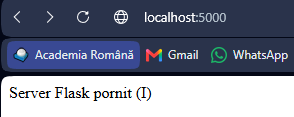 localhost:5000
Academia Română Gmail WhatsApp
Server Flask pornit (I)